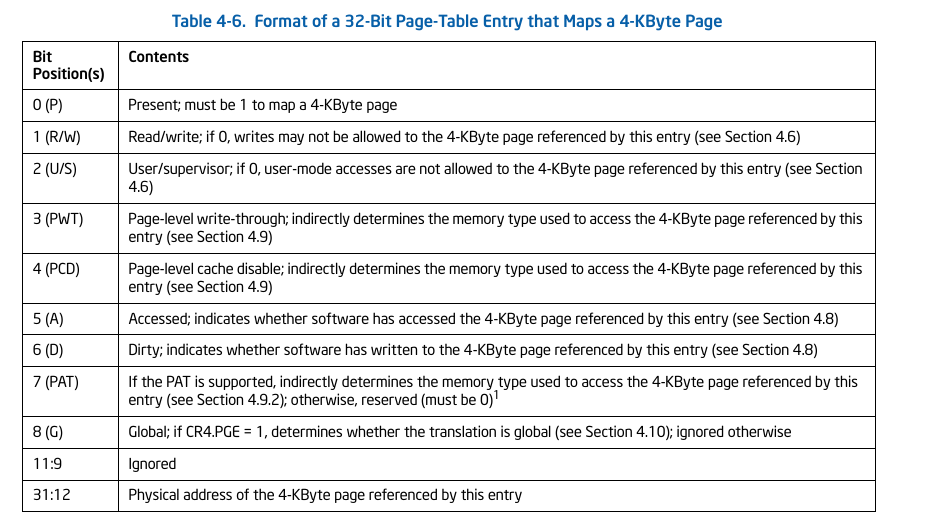 Table 4-6. Format of a 32-Bit Page-Table Entry that Maps a 4-KByte Page
Bit Position(s) Contents
0 (P) Present; must be 1 to map a 4-KByte page
1 (R/W) Read/write; if 0, writes may not be allowed to the 4-KByte page referenced by this entry (see Section 4.6)
2 (U/S) User/supervisor; if 0, user-mode accesses are not allowed to the 4-KByte page referenced by this entry (see Section
4.6)
3 (PWT) Page-level write-through; indirectly determines the memory type used to access the 4-KByte page referenced by this
entry (see Section 4.9)
4 (PCD) Page-level cache disable; indirectly determines the memory type used to access the 4-KByte page referenced by this
entry (see Section 4.9)
5 (A) Accessed; indicates whether software has accessed the 4-KByte page referenced by this entry (see Section 4.8)
6 (D) Dirty; indicates whether software has written to the 4-KByte page referenced by this entry (see Section 4.8)
7 (PAT) If the PAT is supported, indirectly determines the memory type used to access the 4-KByte page referenced by this
entry (see Section 4.9.2); otherwise, reserved (must be 0)1
8 (G) Global; if CR4.PGE = 1, determines whether the translation is global (see Section 4.10); ignored otherwise
11:9 Ignored
31:12 Physical address of the 4-KByte page referenced by this entry